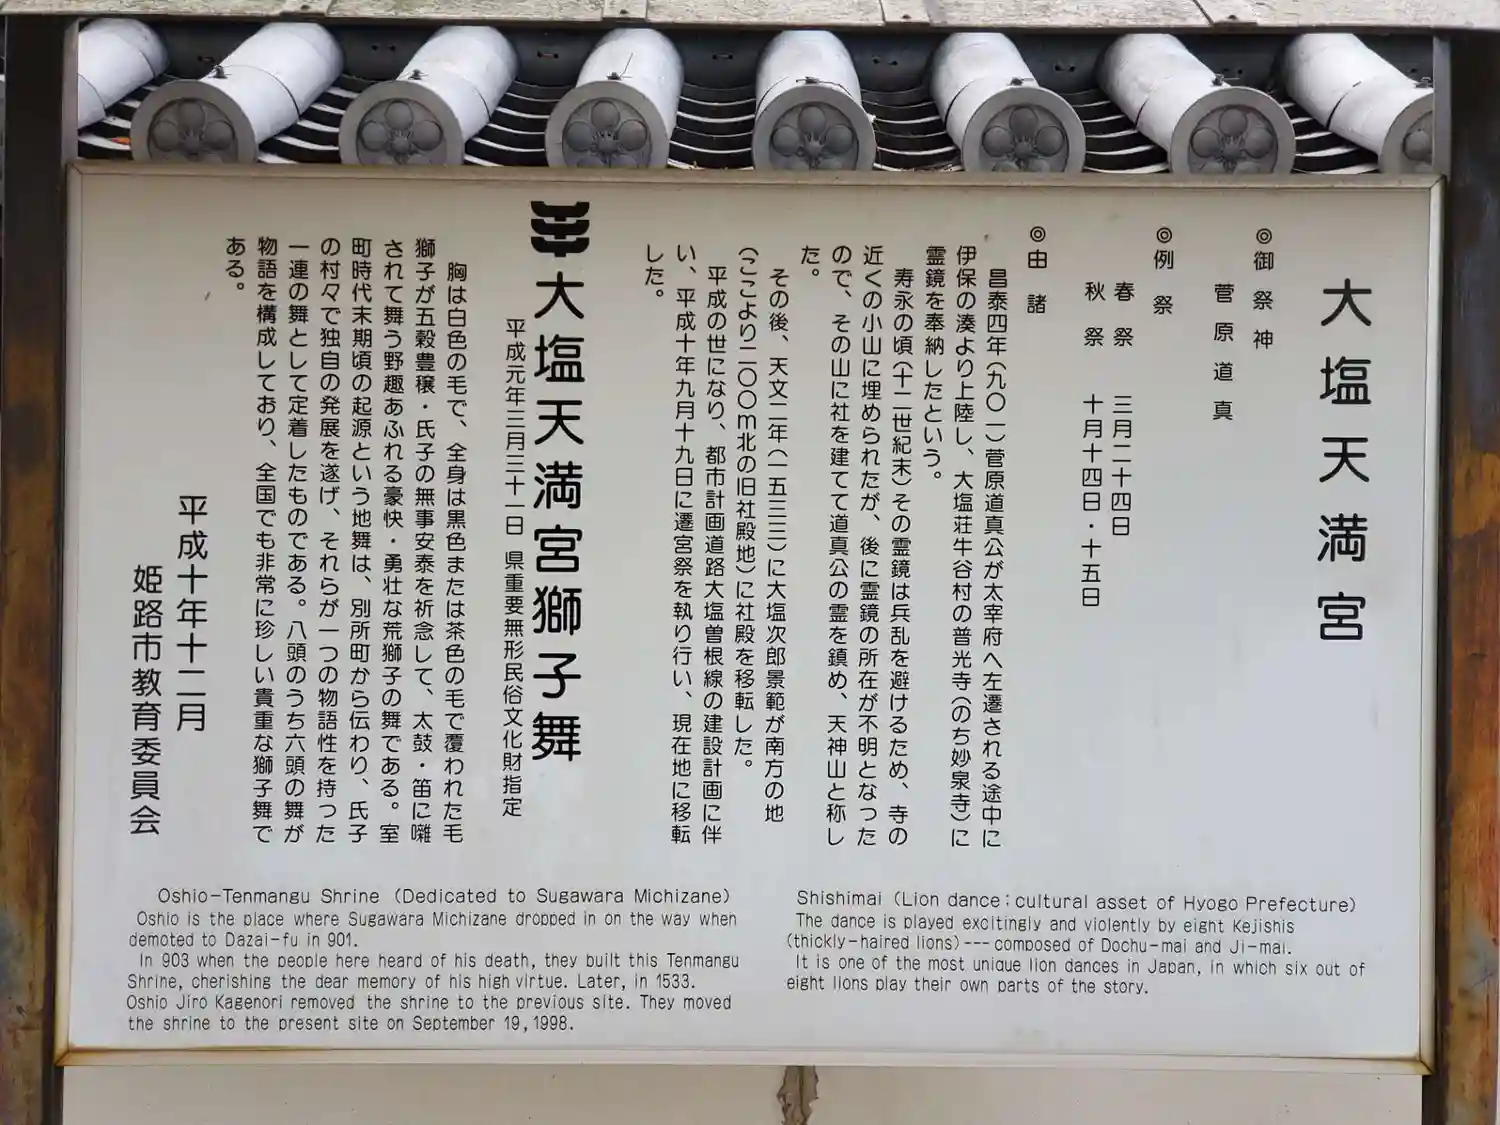 大塩天満宮
◎御祭神
菅原道真
◎例祭
春祭 三月二十四日
秋祭 十月十四日・十五日
◎由諸
昌泰四年(九〇一)菅原道真公が太宰府へ左遷される途中に
伊保の湊より上陸し、大塩荘牛谷村の普光寺(のち妙泉寺)に
霊鏡を奉納したという。
寿永の頃(十二世紀末)その霊鏡は兵乱を避けるため、寺の
近くの小山に埋められたが、後に霊鏡の所在が不明となった
ので、その山に社を建てて道真公の霊を鎮め、天神山と称し
た。
その後、天文二年(一五三三)に大塩次郎景範が南方の地
(ここより二〇〇m北の旧社殿地)に社殿を移転した。
平成の世になり、都市計画道路大塩曽根線の建設計画に伴
い、平成十年九月十九日に遷宮祭を執り行い、現在地に移転
した。
大塩天満宮獅子舞
平成元年三月三十一日 県重要無形民俗文化財指定
胸は白色の毛で、全身は黒色または茶色の毛で覆われた毛
獅子が五穀豊穣・氏子の無事安泰を祈念して、太鼓・笛に囃
されて舞う野趣あふれる豪快・勇壮な荒獅子の舞である。室
町時代末期頃の起源という地舞は、別所町から伝わり、氏子
の村々で独自の発展を遂げ、それらが一つの物語性を持った
一連の舞として定着したものである。八頭のうち六頭の舞が
物語を構成しており、全国でも非常に珍しい貴重な獅子舞で
ある。
平成十年十二月
姫路市教育委員会
Oshio-Tenmangu Shrine (Dedicated to Sugawara Michizane)
Oshio is the place where Sugawara Michizane dropped in on the way when
demoted to Dazai-fu in 901.
In 903 when the people here heard of his death, they built this Tenmangu
Shrine, cherishing the dear memory of his high virtue. Later, in 1533.
Oshio Jiro Kagenori removed the shrine to the previous site. They moved
the shrine to the present site on September 19, 1998.
Shishimai (Lion dance : cultural asset of Hyogo Prefecture)
The dance is played excitingly and violently by eight Kejishis
(thickly-haired lions) --- composed of Dochu-mai and Ji-mai.
It is one of the most unique lion dances in Japan, in which six out of
eight lions play their own parts of the story.